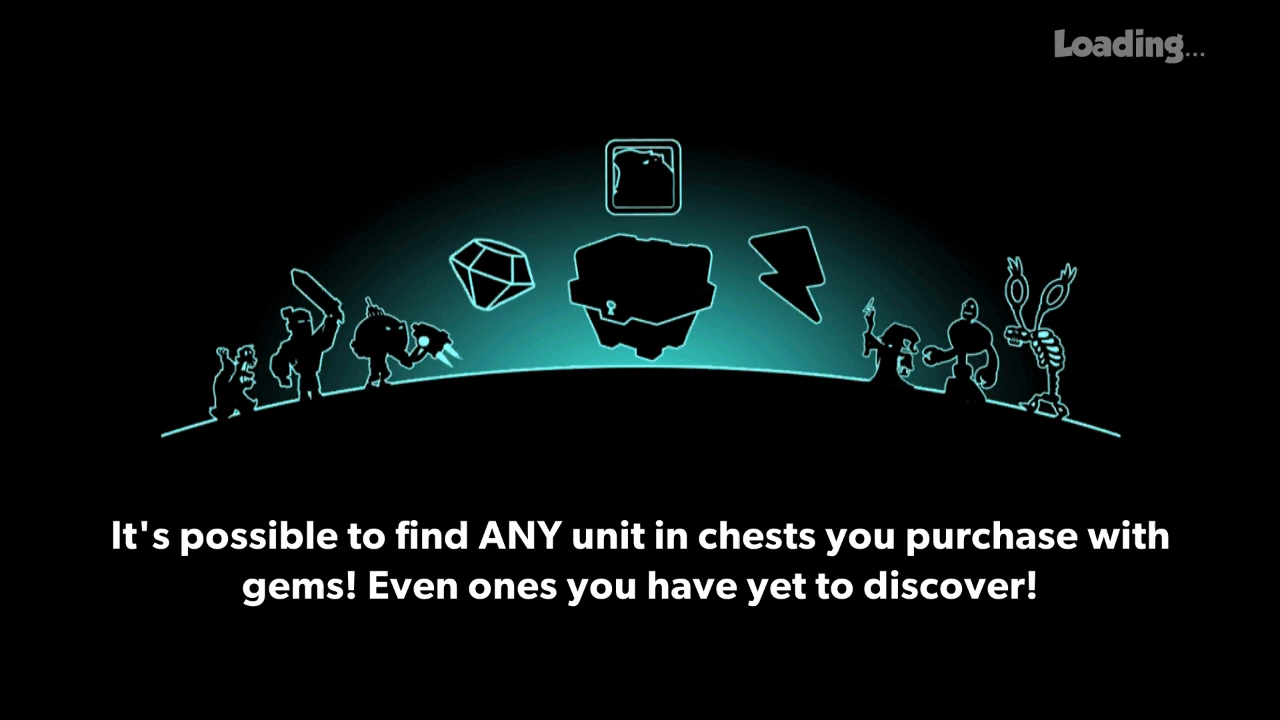 Loading...
It's possible to find ANY unit in chests you purchase with
gems! Even ones you have yet to discover!